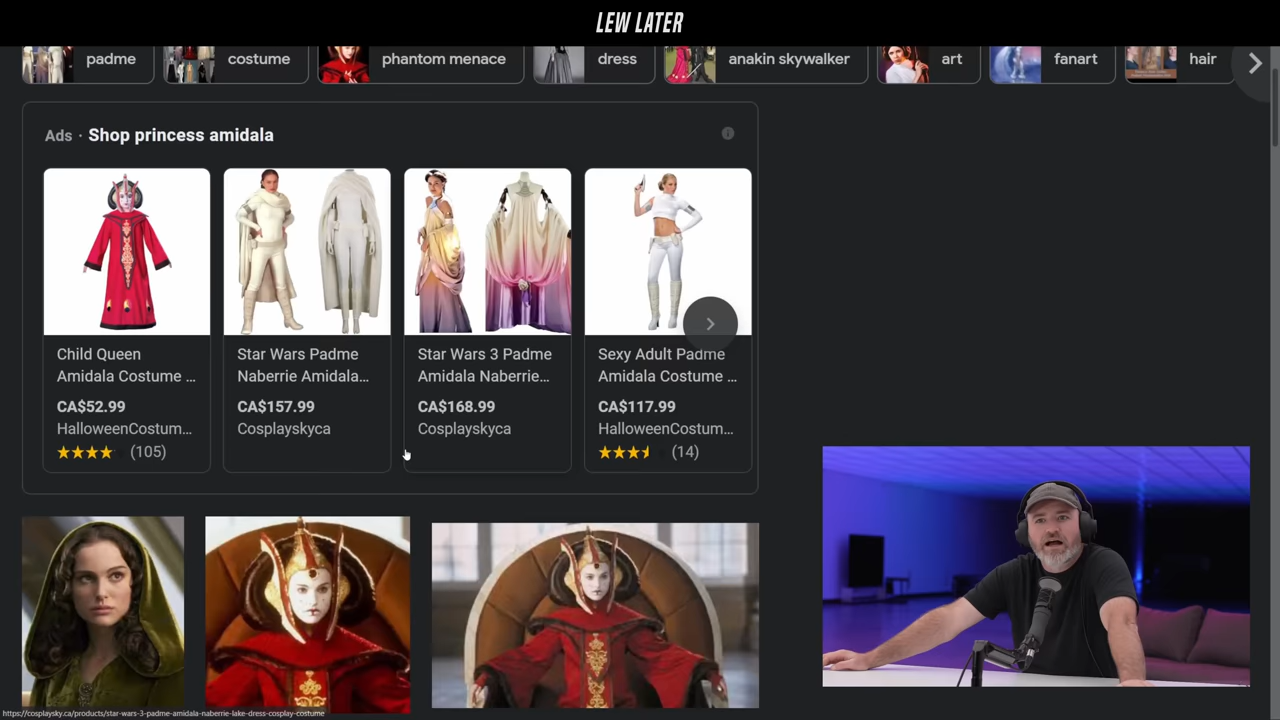 LEW LATER
padme
costume
phantom menace
dress
anakin skywalker
art
fanart
hair
Ads · Shop princess amidala
Child Queen
Amidala Costume ...
CA$52.99
HalloweenCostum...
(105)
Star Wars Padme
Naberrie Amidala...
CA$157.99
Cosplayskyca
Star Wars 3 Padme
Amidala Naberrie...
CA$168.99
Cosplayskyca
Sexy Adult Padme
Amidala Costume ...
CA$117.99
HalloweenCostum...
(14)
https://cosplaysky.ca/products/star-wars-3-padme-amidala-naberrie-lake-dress-cosplay-costume